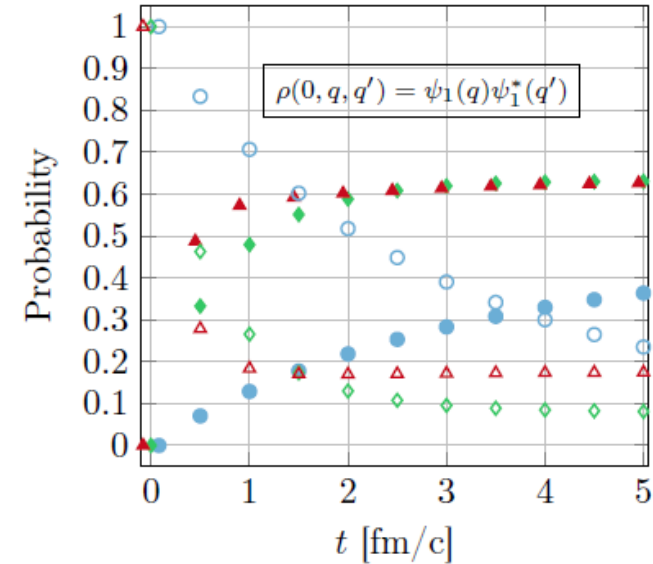 1
0.9
0.8
0.7
0.6
0.5
0.4
0.3
0.2
0.1
0
Probability
ρ(0, q, q′) = ψ₁(q)ψ₁*(q′)
0 1 2 3 4 5
t [fm/c]